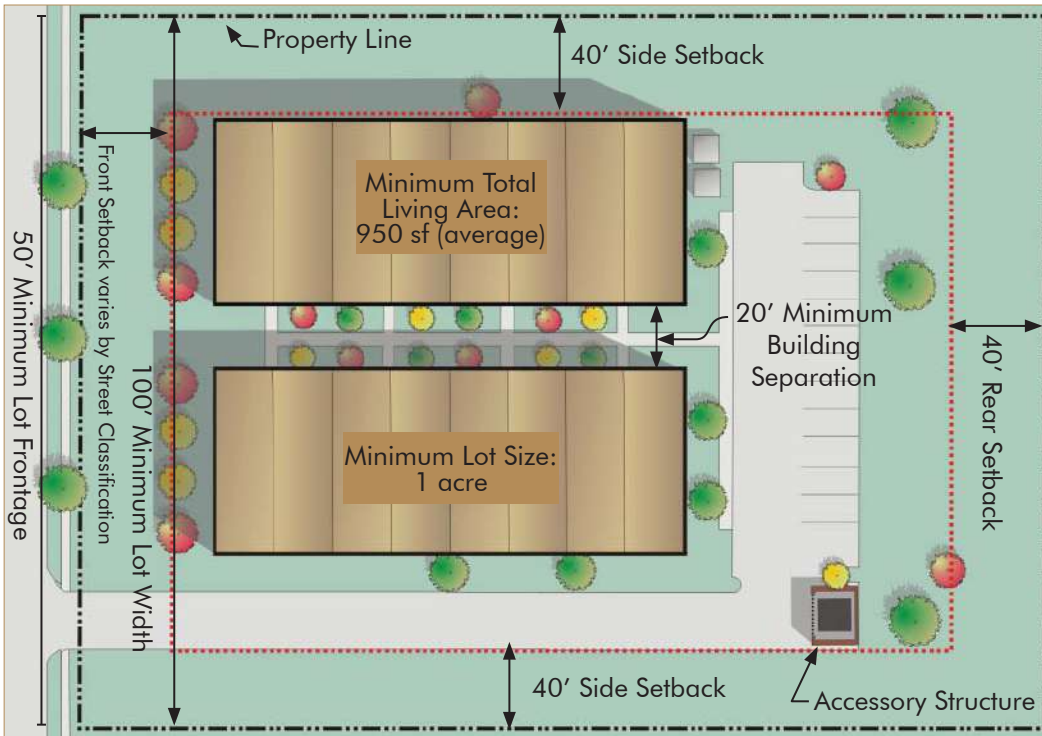 Property Line
40’ Side Setback
Front Setback varies by Street Classification
50’ Minimum Lot Frontage
100’ Minimum Lot Width
Minimum Total
Living Area:
950 sf (average)
20’ Minimum
Building
Separation
40’ Rear Setback
Minimum Lot Size:
1 acre
40’ Side Setback
Accessory Structure